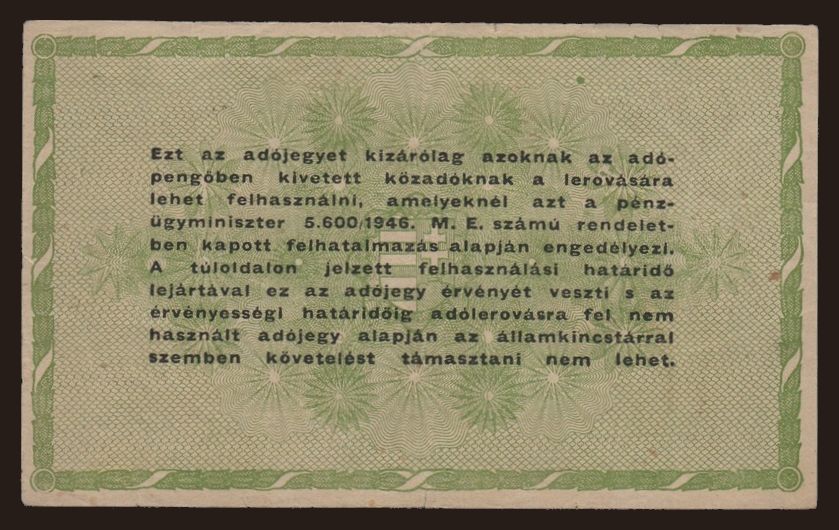 Ezt az adójegyet kizárólag azoknak az adó-
pengőben kivetett közadóknak a lerovására
lehet felhasználni, amelyeknél azt a pénz-
ügyminiszter 5.600/1946. M. E. számú rendelet-
ben kapott felhatalmazás alapján engedélyezi.
A túloldalon jelzett felhasználási határidő
lejártával ez az adójegy érvényét veszti s az
érvényességi határidőig adólerovásra fel nem
használt adójegy alapján az államkincstárral
szemben követelést támasztani nem lehet.